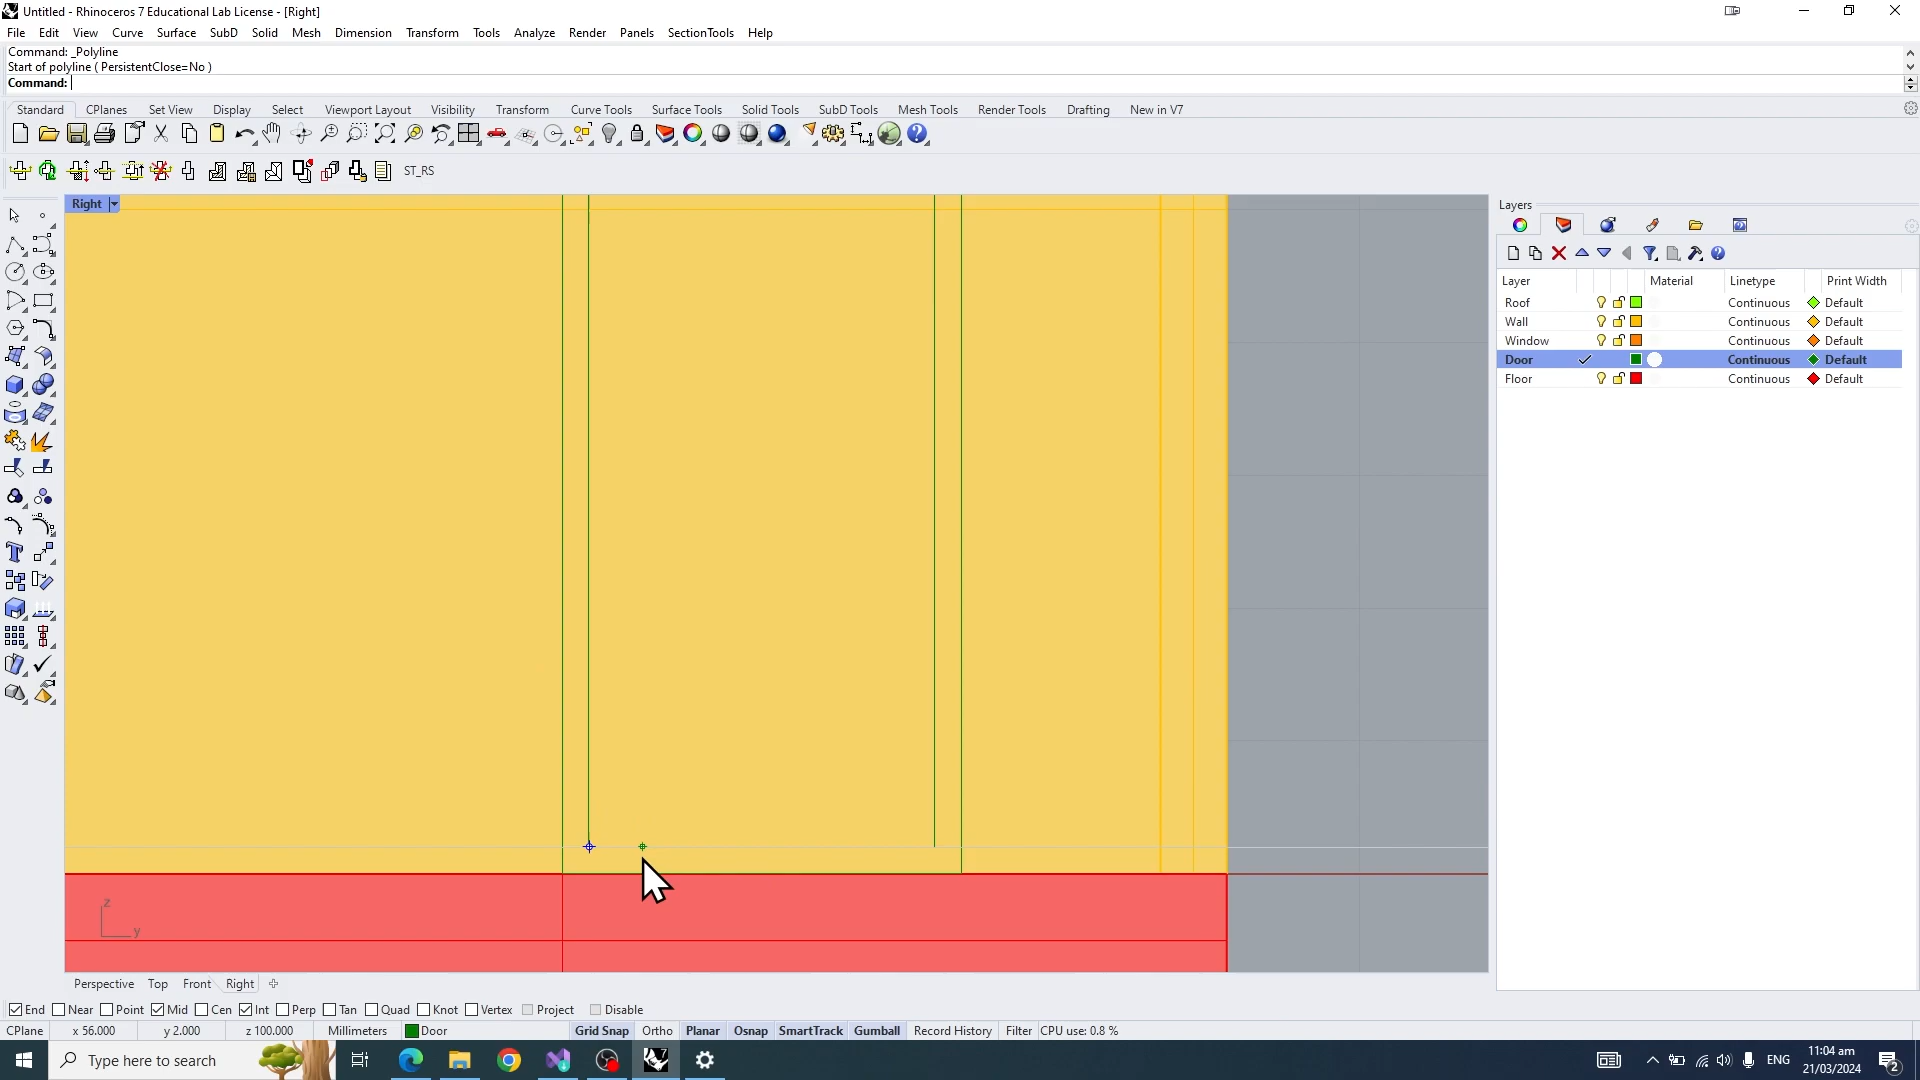 Untitled - Rhinoceros 7 Educational Lab License - [Right]
File Edit View Curve Surface SubD Solid Mesh Dimension Transform Tools Analyze Render Panels SectionTools Help
Command: _Polyline
Start of polyline ( PersistentClose=No )
Command:
Standard CPlanes Set View Display Select Viewport Layout Visibility Transform Curve Tools Surface Tools Solid Tools SubD Tools Mesh Tools Render Tools Drafting New in V7
ST_RS
Right
Layers
Layer Material Linetype Print Width
Roof Continuous Default
Wall Continuous Default
Window Continuous Default
Door Continuous Default
Floor Continuous Default
z
y
Perspective Top Front Right
End Near Point Mid Cen Int Perp Tan Quad Knot Vertex Project Disable
CPlane x 56.000 y 2.000 z 100.000 Millimeters Door Grid Snap Ortho Planar Osnap SmartTrack Gumball Record History Filter CPU use: 0.8 %
Type here to search
ENG
11:04 am
21/03/2024
2